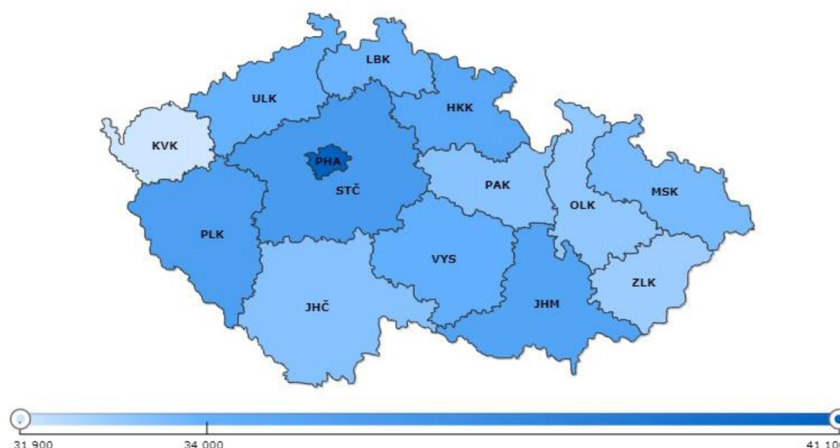 LBK
ULK
HKK
KVK
PHA
STČ
PAK
MSK
OLK
PLK
VYS
ZLK
JHČ
JHM
31 900 34 000